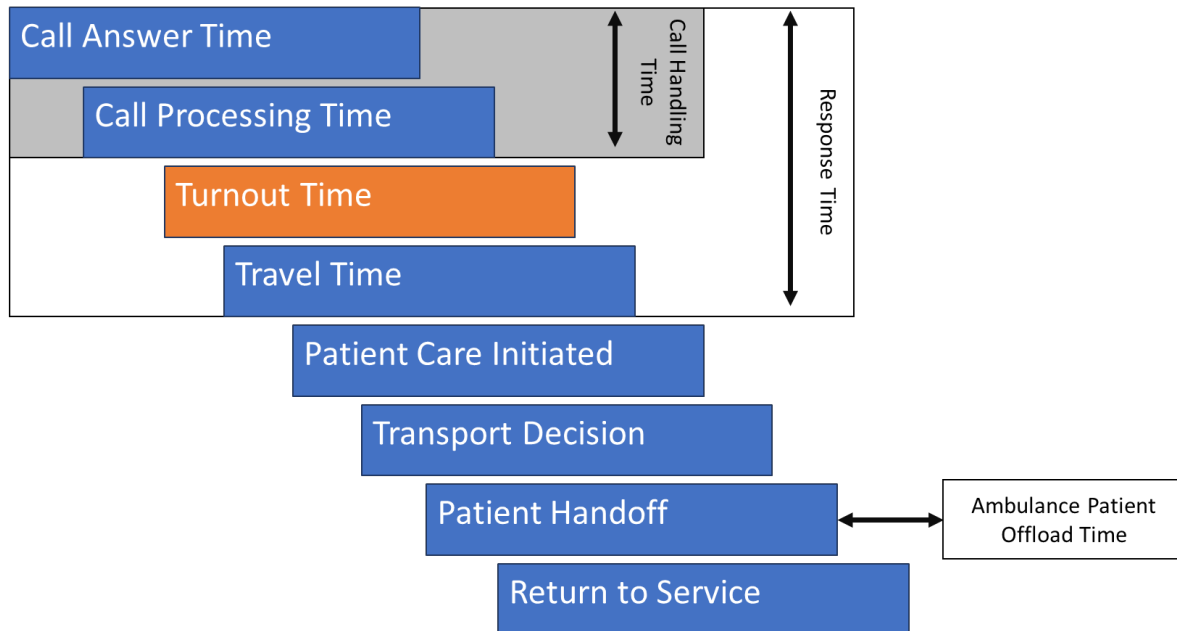 Call Answer Time
Call Processing Time
Call Handling
Time
Turnout Time
Response Time
Travel Time
Patient Care Initiated
Transport Decision
Patient Handoff
Ambulance Patient
Offload Time
Return to Service